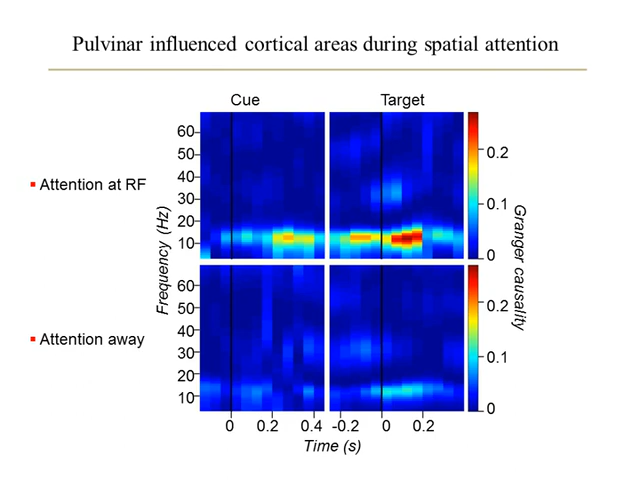 Pulvinar influenced cortical areas during spatial attention
Cue
Target
Attention at RF
Attention away
Frequency (Hz)
60
50
40
30
20
10
60
50
40
30
20
10
0.2
0.1
0
0.2
0.1
0
Granger causality
0 0.2 0.4 -0.2 0 0.2
Time (s)